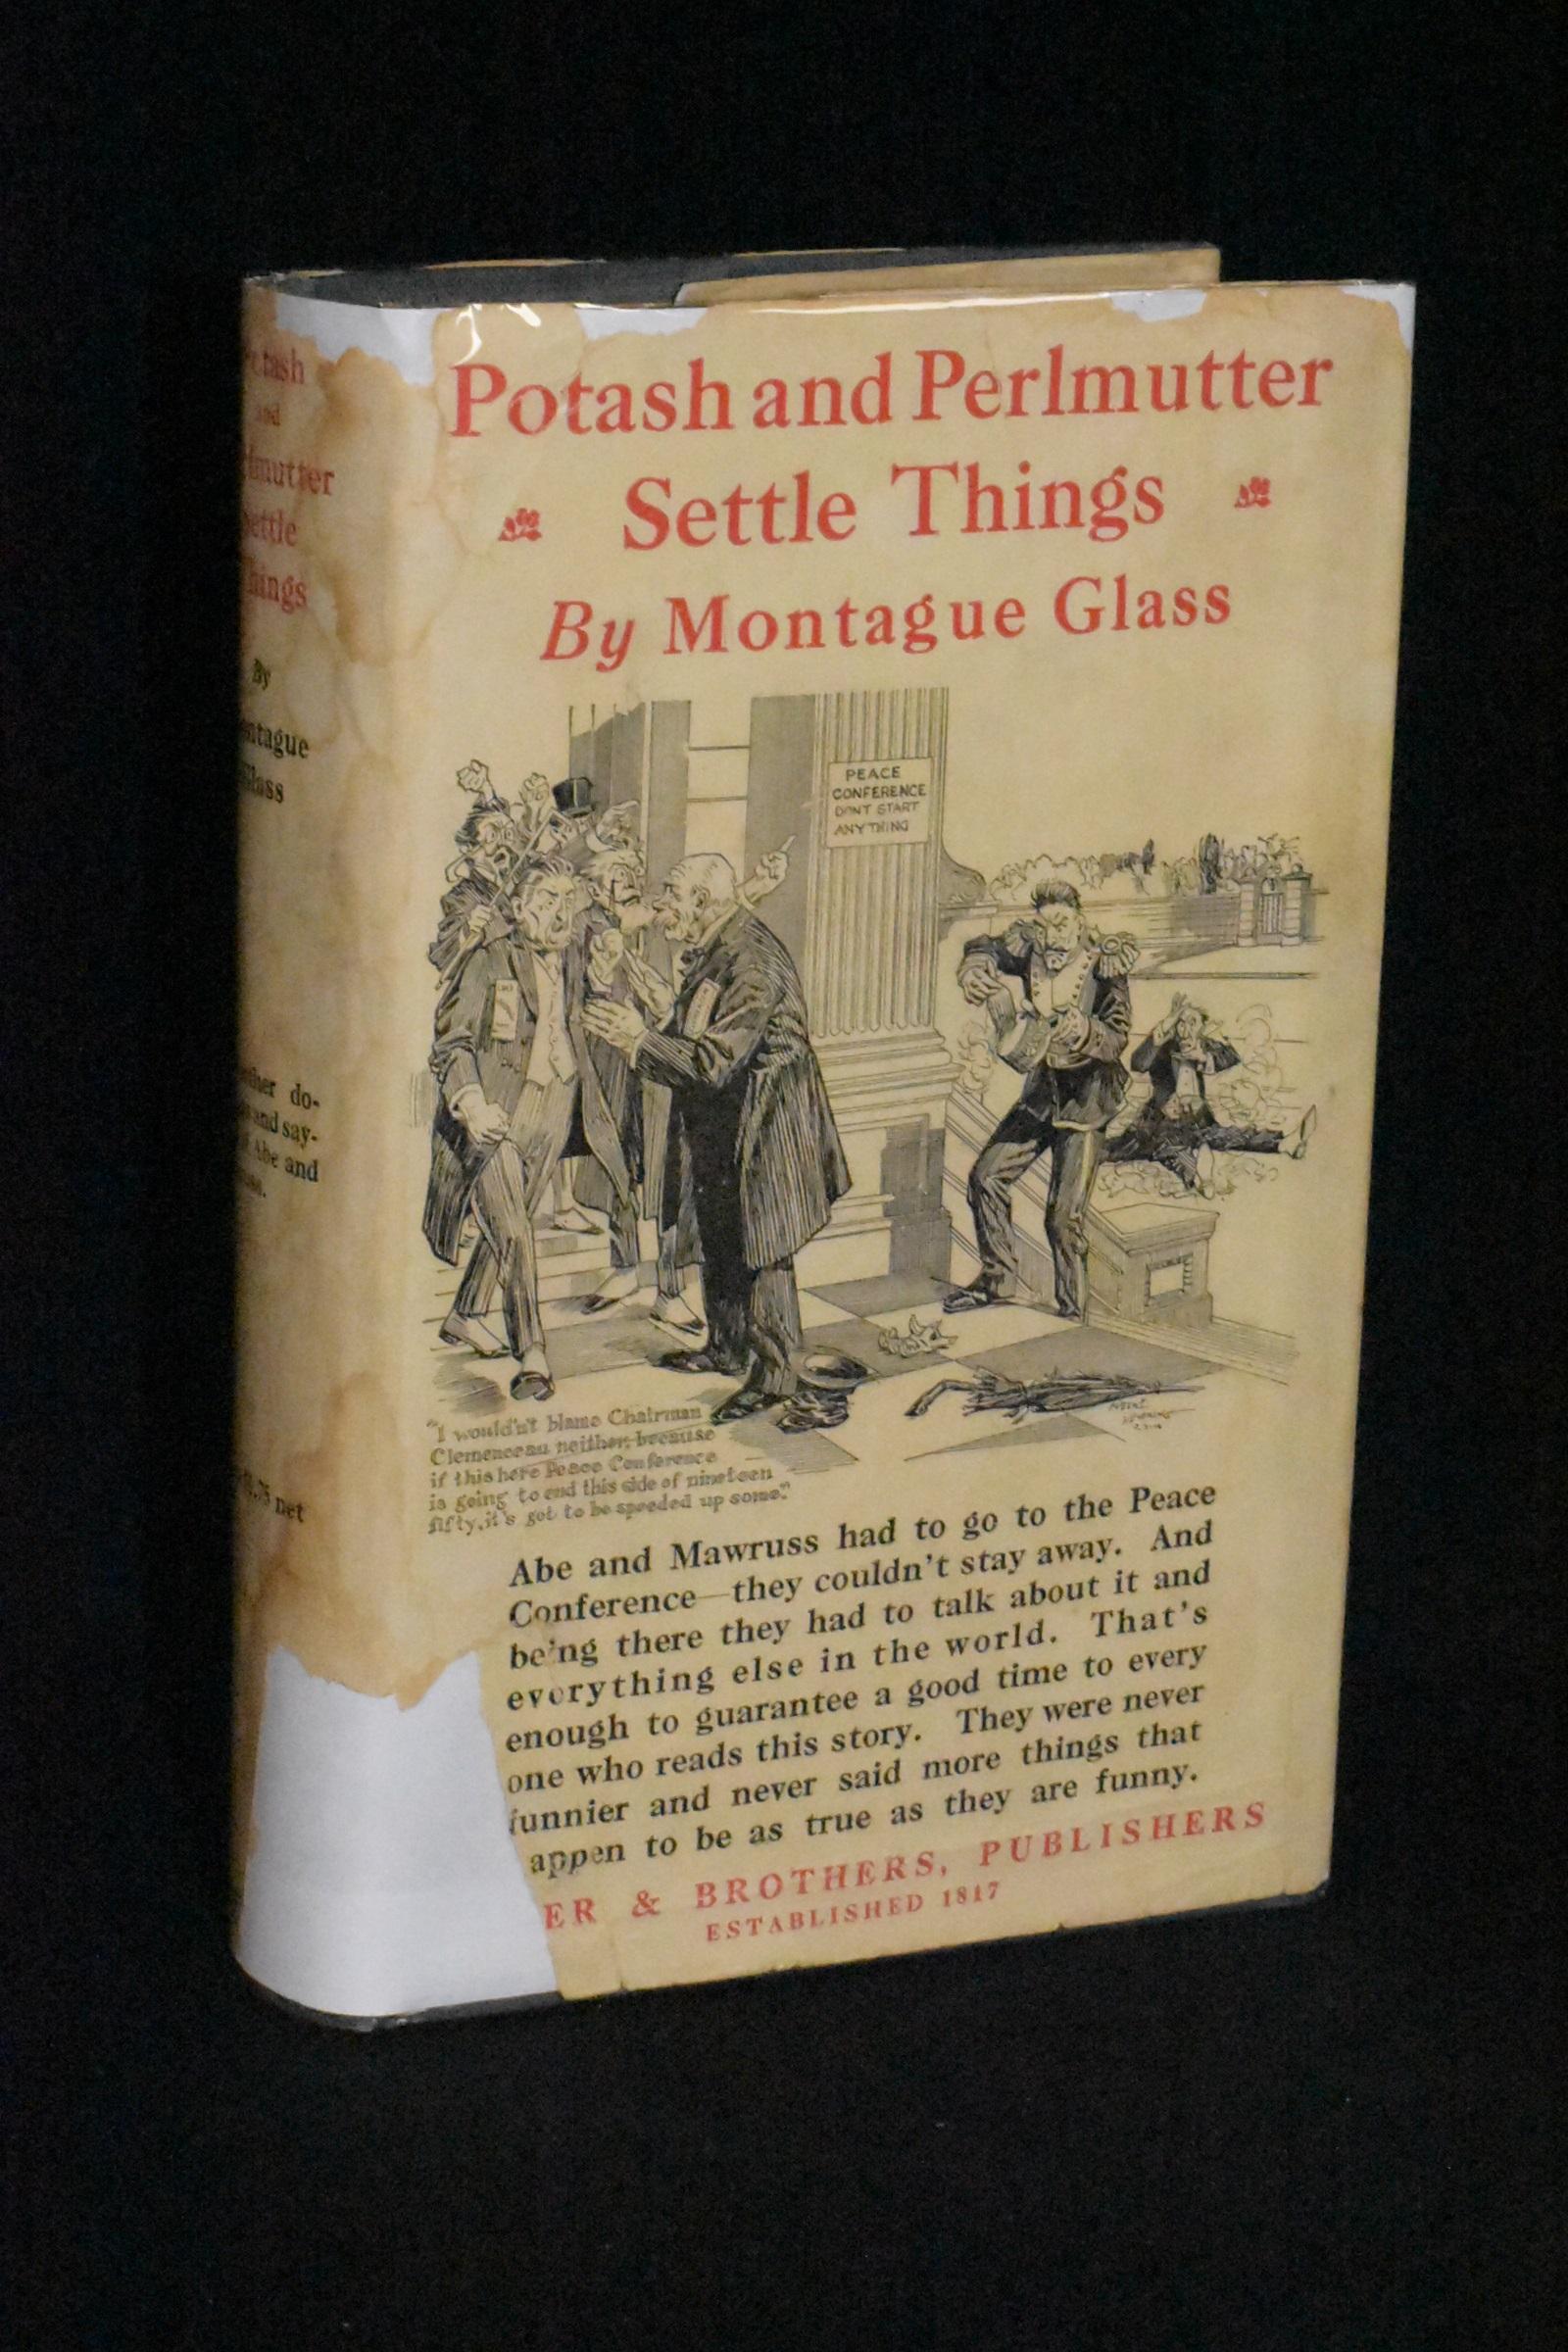 Potash and Perlmutter
Settle Things
By Montague Glass
PEACE
CONFERENCE
DON'T START
ANYTHING
"I wouldn't blame Chairman
Clemenceau neither, because
if this here Peace Conference
is going to end this side of nineteen
fifty, it's got to be speeded up some."
Abe and Mawruss had to go to the Peace
Conference—they couldn't stay away. And
being there they had to talk about it and
everything else in the world. That's
enough to guarantee a good time to every
one who reads this story. They were never
funnier and never said more things that
appen to be as true as they are funny.
ER & BROTHERS, PUBLISHERS
ESTABLISHED 1817
tash
and
lmutter
ettle
hings
By
ntague
Glass
ther do-
and say-
Abe and
.75 net